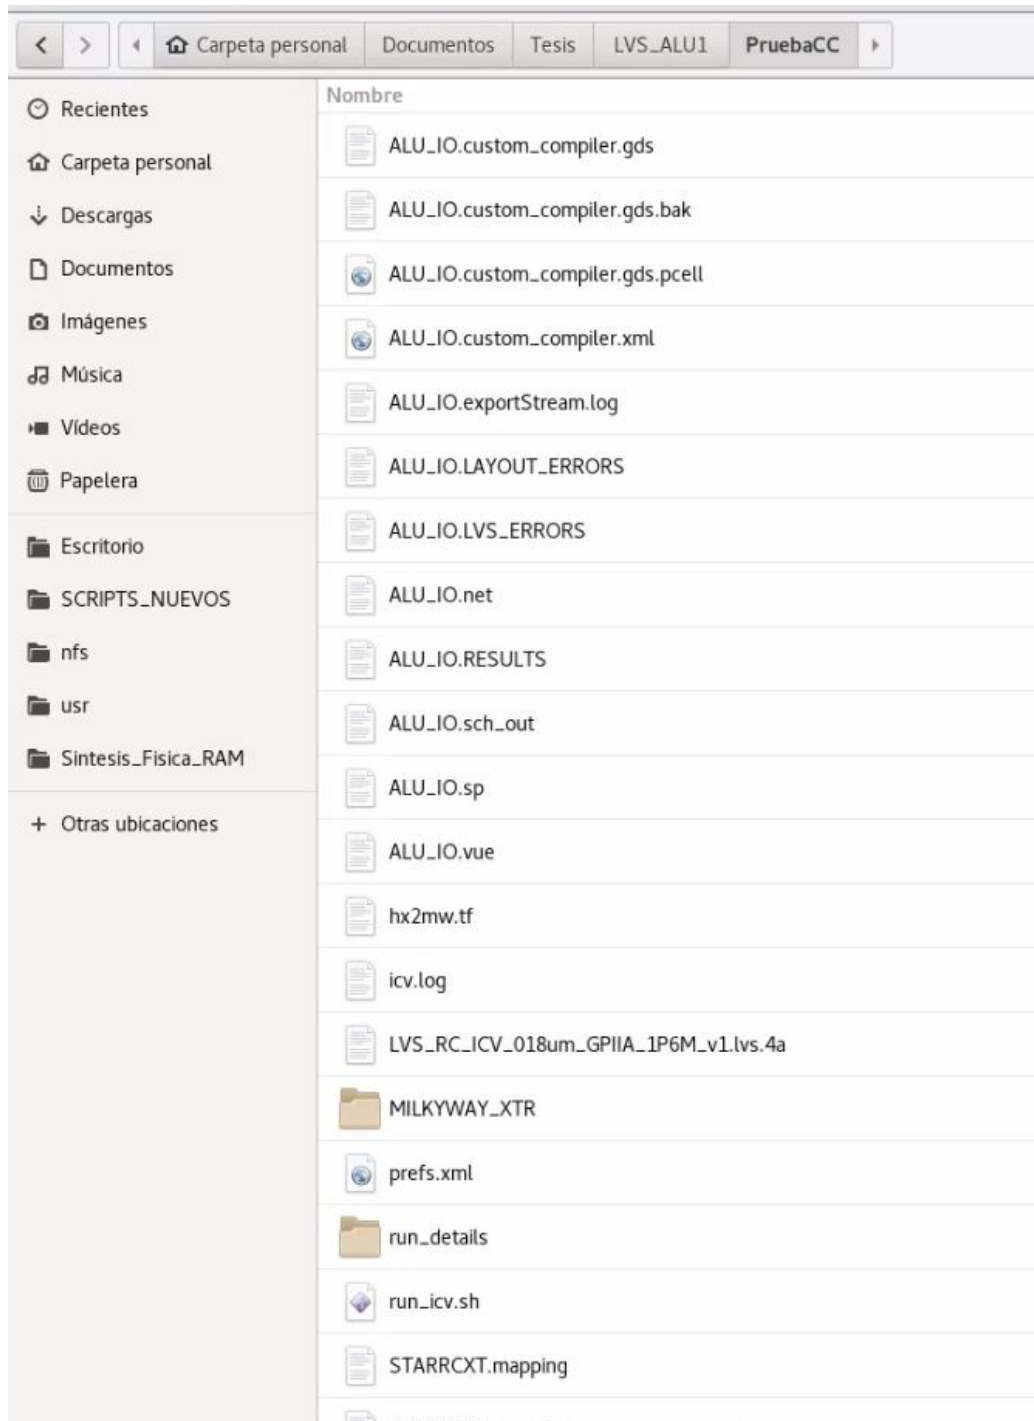 Carpeta personal Documentos Tesis LVS_ALU1 PruebaCC
Recientes
Carpeta personal
Descargas
Documentos
Imágenes
Música
Vídeos
Papelera
Escritorio
SCRIPTS_NUEVOS
nfs
usr
Sintesis_Fisica_RAM
+ Otras ubicaciones
Nombre
ALU_IO.custom_compiler.gds
ALU_IO.custom_compiler.gds.bak
ALU_IO.custom_compiler.gds.pcell
ALU_IO.custom_compiler.xml
ALU_IO.exportStream.log
ALU_IO.LAYOUT_ERRORS
ALU_IO.LVS_ERRORS
ALU_IO.net
ALU_IO.RESULTS
ALU_IO.sch_out
ALU_IO.sp
ALU_IO.vue
hx2mw.tf
icv.log
LVS_RC_ICV_018um_GPIIA_1P6M_v1.lvs.4a
MILKYWAY_XTR
prefs.xml
run_details
run_icv.sh
STARRCXT.mapping